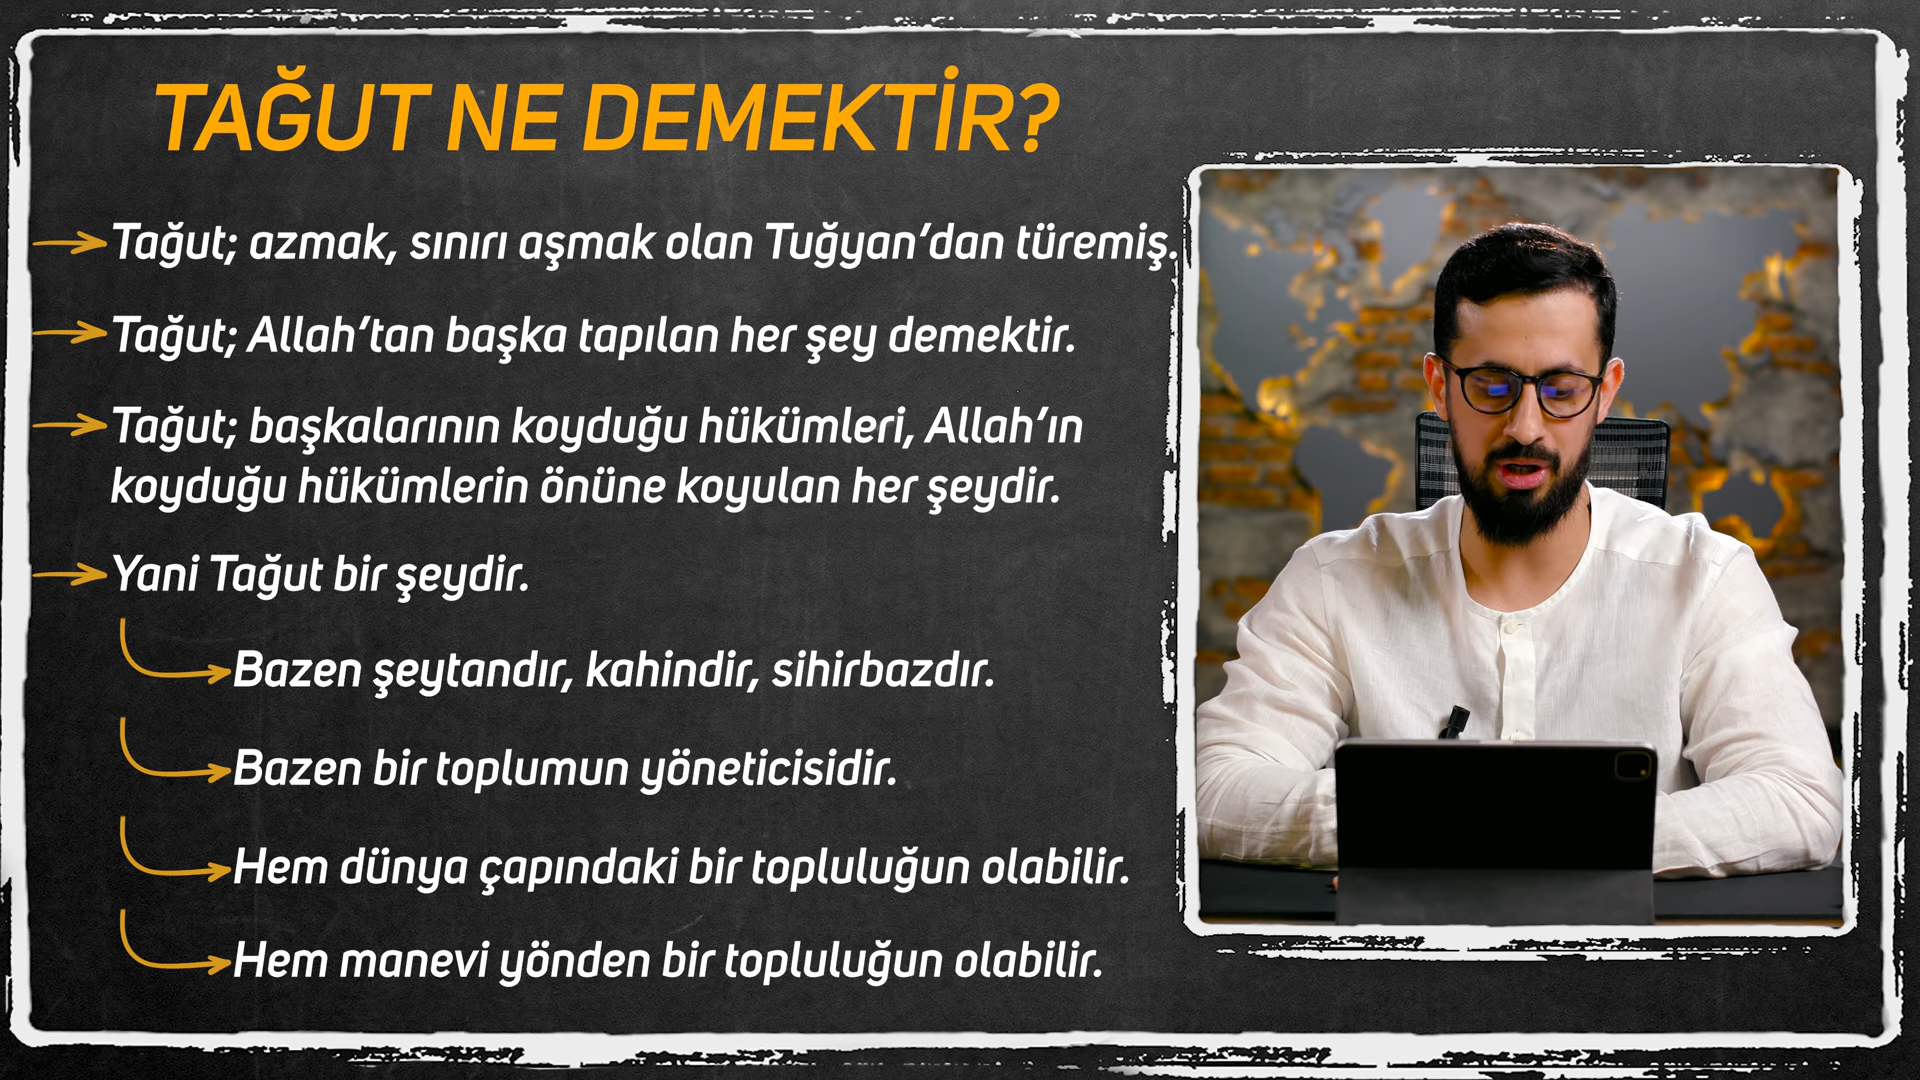 TAĞUT NE DEMEKTİR?
Tağut; azmak, sınırı aşmak olan Tuğyan’dan türemiş.
Tağut; Allah’tan başka tapılan her şey demektir.
Tağut; başkalarının koyduğu hükümleri, Allah’ın
koyduğu hükümlerin önüne koyulan her şeydir.
Yani Tağut bir şeydir.
Bazen şeytandır, kahindir, sihirbazdır.
Bazen bir toplumun yöneticisidir.
Hem dünya çapındaki bir topluluğun olabilir.
Hem manevi yönden bir topluluğun olabilir.